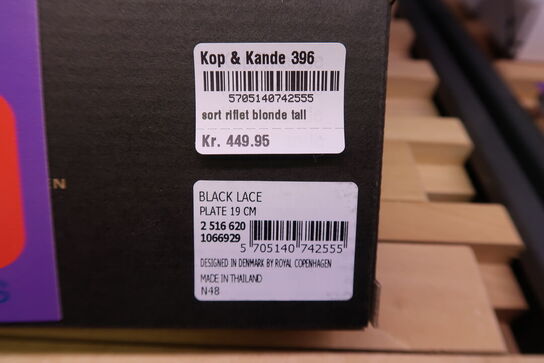 Kop & Kande 396
5705140742555
sort riflet blonde tall
Kr. 449.95
EN
BLACK LACE
PLATE 19 CM
2 516 620
1066929
5 705140 742555
DESIGNED IN DENMARK BY ROYAL COPENHAGEN
MADE IN THAILAND
N48